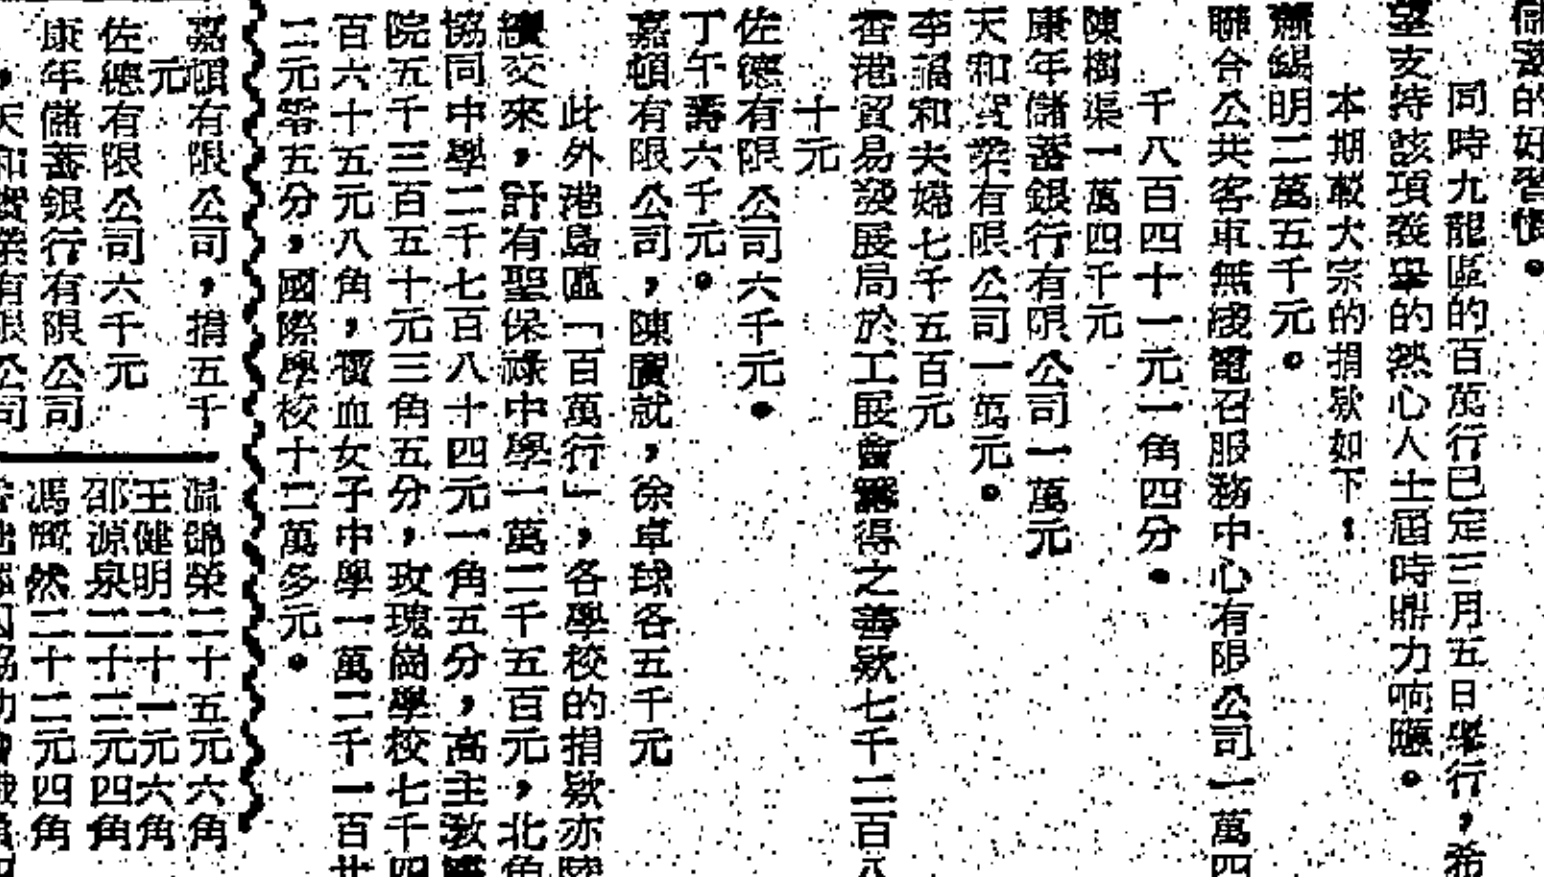 儲蓄的好習慣。
同時九龍區的百萬行已定三月五日舉行，希
望支持該項義舉的熱心人士屆時鼎力响應。
本期較大宗的捐欵如下：
蕭錫明二萬五千元。
聯合公共客車無綫電召服務中心有限公司一萬四
千八百四十一元一角四分。
陳樹渠一萬四千元
康年儲蓄銀行有限公司一萬元
天和實業有限公司一萬元。
李福和夫婦七千五百元
香港貿易發展局於工展會籌得之善欵七千二百八
十元
佐德有限公司六千元。
丁午壽六千元。
嘉頓有限公司，陳廣就，徐卓球各五千元
此外港島區「百萬行」，各學校的捐欵亦陸
續交來，計有聖保祿中學一萬二千五百元，北角
協同中學二千七百八十四元一角五分，高主教書
院五千三百五十元三角五分，玫瑰崗學校七千四
百六十五元八角，寶血女子中學一萬二千一百廿
二元零五分，國際學校十二萬多元。
嘉頓有限公司，捐五千
元
佐德有限公司六千元
康年儲蓄銀行有限公司
，天和實業有限公司
温錦榮二十五元六角
王健明二十一元六角
邵源泉二十二元四角
馮 然二十二元四角